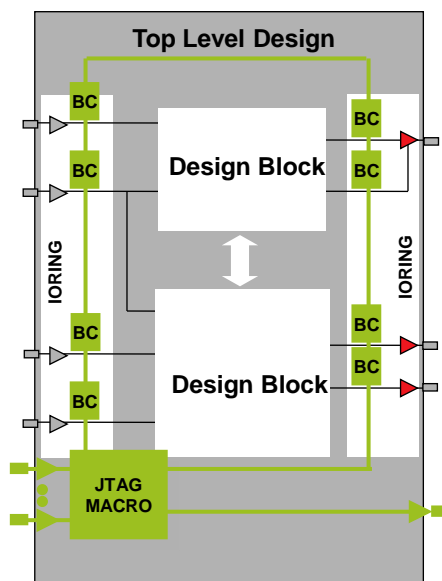 Top Level Design
BC
BC
BC
BC
Design Block
IORING
IORING
BC
BC
BC
BC
Design Block
JTAG
MACRO